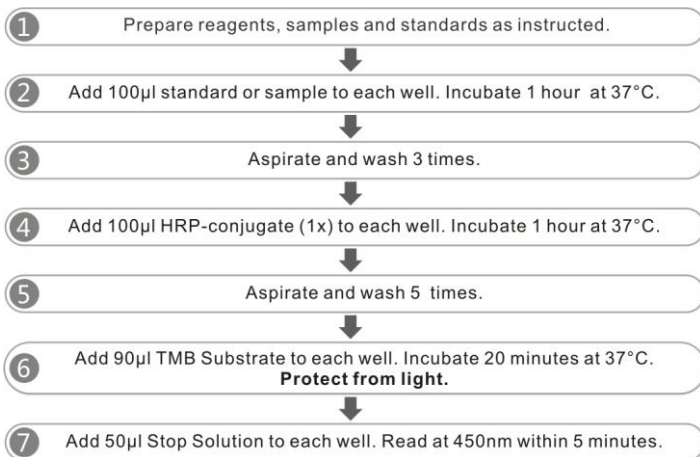 1 Prepare reagents, samples and standards as instructed.
2 Add 100μl standard or sample to each well. Incubate 1 hour at 37°C.
3 Aspirate and wash 3 times.
4 Add 100μl HRP-conjugate (1x) to each well. Incubate 1 hour at 37°C.
5 Aspirate and wash 5 times.
6 Add 90μl TMB Substrate to each well. Incubate 20 minutes at 37°C.
Protect from light.
7 Add 50μl Stop Solution to each well. Read at 450nm within 5 minutes.